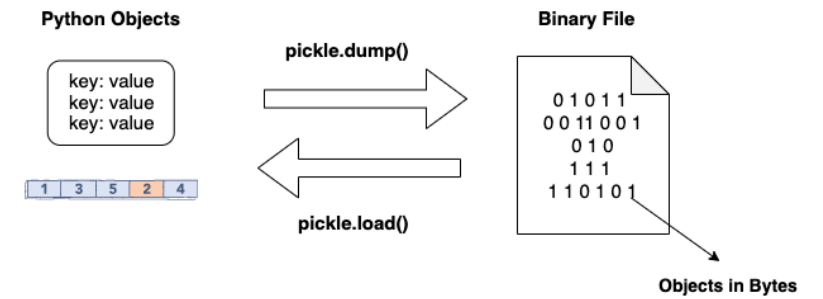 Python Objects
Binary File
pickle.dump()
key: value
key: value
key: value
0 1 0 1 1
0 0 11 0 0 1
0 1 0
1 1 1
1 1 0 1 0 1
1 3 5 2 4
pickle.load()
Objects in Bytes